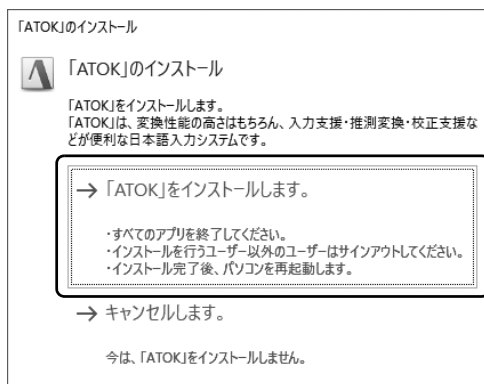 「ATOK」のインストール
「ATOK」のインストール
「ATOK」をインストールします。
「ATOK」は、変換性能の高さはもちろん、入力支援・推測変換・校正支援な
どが便利な日本語入力システムです。
→ 「ATOK」をインストールします。
・すべてのアプリを終了してください。
・インストールを行うユーザー以外のユーザーはサインアウトしてください。
・インストール完了後、パソコンを再起動します。
→ キャンセルします。
今は、「ATOK」をインストールしません。